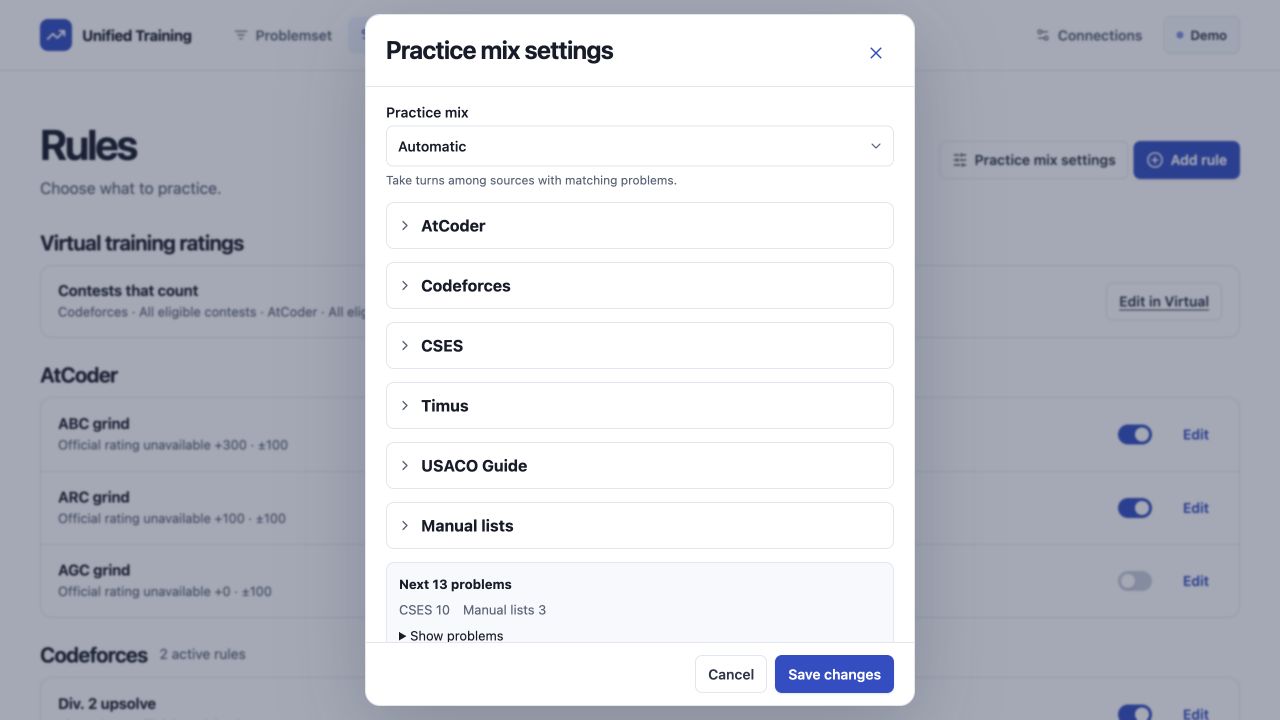 Unified Training
Problemset
Connections
Demo
Rules
Choose what to practice.
Practice mix settings
Add rule
Virtual training ratings
Contests that count
Codeforces · All eligible contests · AtCoder · All elig
Edit in Virtual
AtCoder
ABC grind
Official rating unavailable +300 · ±100
Edit
ARC grind
Official rating unavailable +100 · ±100
Edit
AGC grind
Official rating unavailable +0 · ±100
Edit
Codeforces 2 active rules
Div. 2 upsolve
Edit
Practice mix settings
Practice mix
Automatic
Take turns among sources with matching problems.
AtCoder
Codeforces
CSES
Timus
USACO Guide
Manual lists
Next 13 problems
CSES 10 Manual lists 3
Show problems
Cancel
Save changes